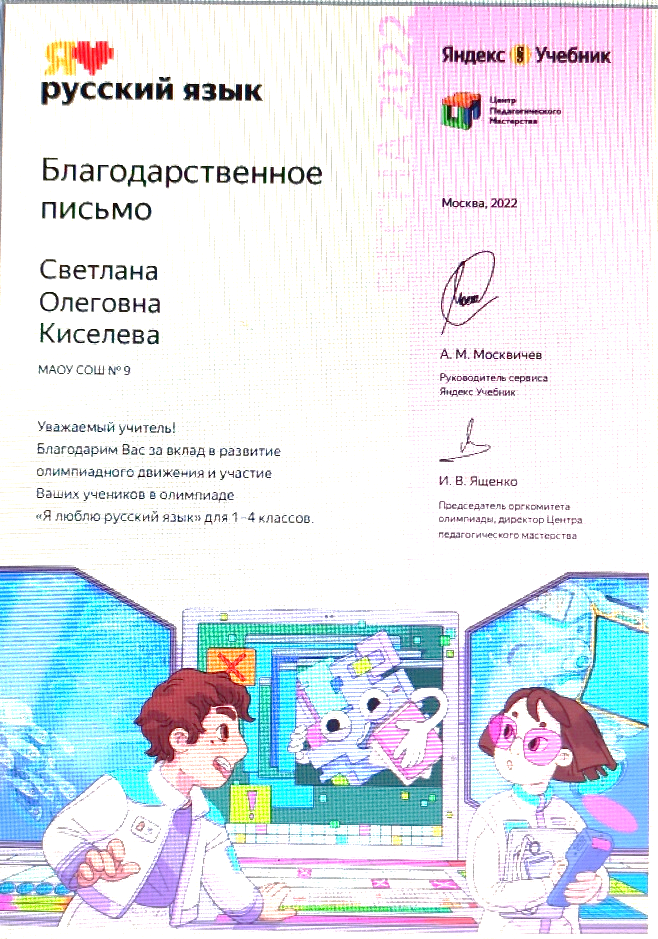 Я
русский язык
Благодарственное
письмо
Светлана
Олеговна
Киселева
МАОУ СОШ № 9
Уважаемый учитель!
Благодарим Вас за вклад в развитие
олимпиадного движения и участие
Ваших учеников в олимпиаде
«Я люблю русский язык» для 1–4 классов.
2022
Яндекс Учебник
Центр
Педагогического
Мастерства
Москва, 2022
А. М. Москвичев
Руководитель сервиса
Яндекс Учебник
И. В. Ященко
Председатель оргкомитета
олимпиады, директор Центра
педагогического мастерства